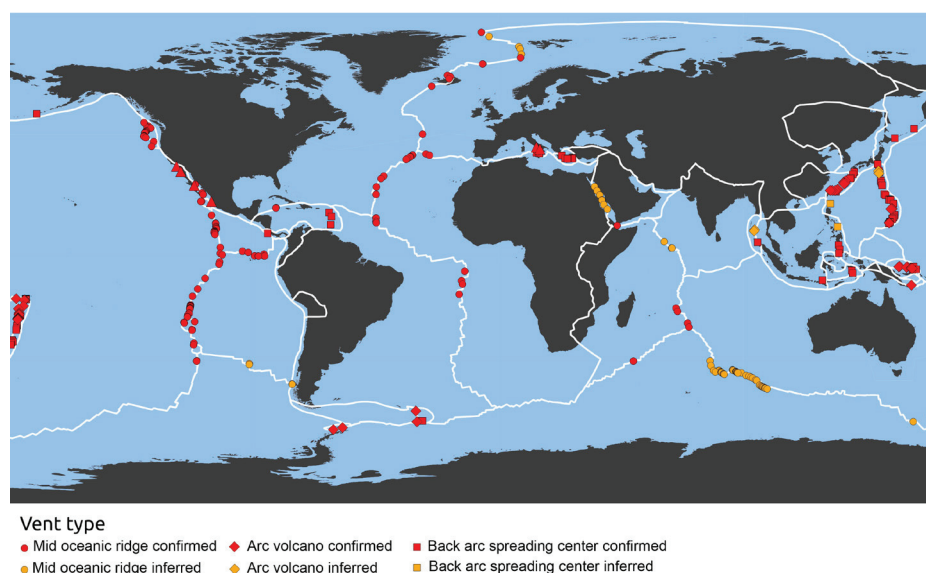 Vent type
Mid oceanic ridge confirmed Arc volcano confirmed Back arc spreading center confirmed
Mid oceanic ridge inferred Arc volcano inferred Back arc spreading center inferred